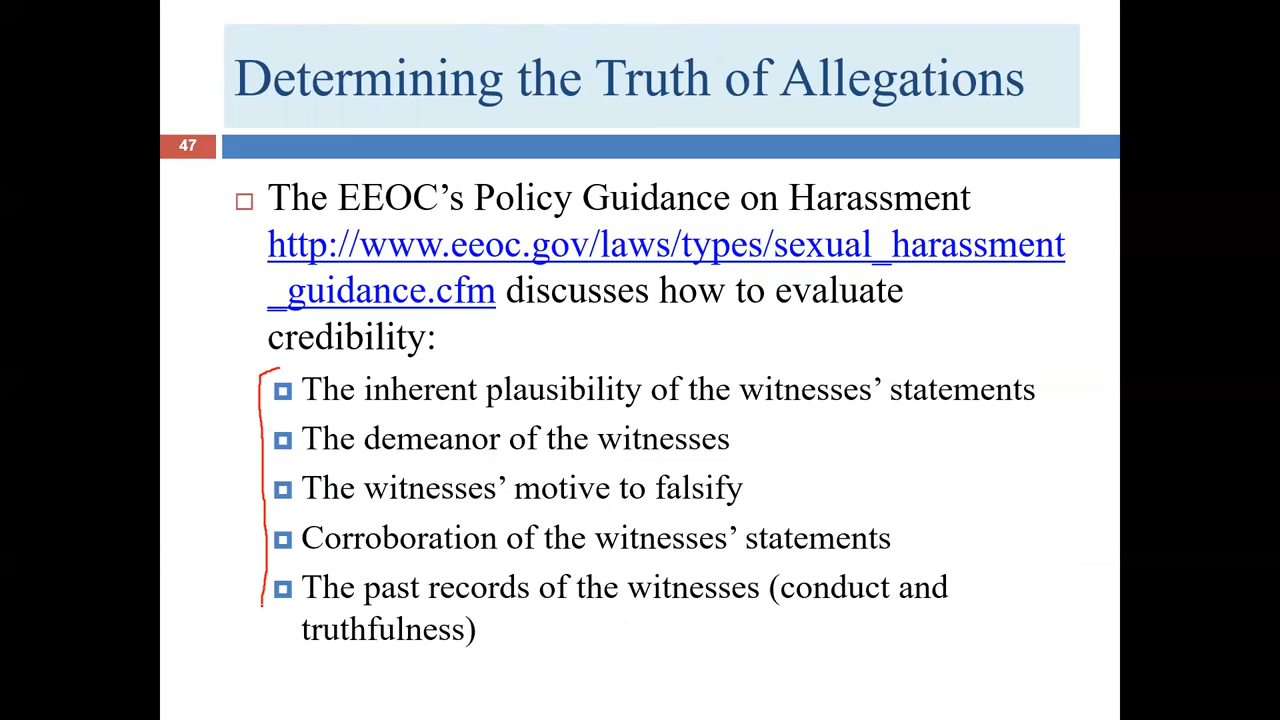 Determining the Truth of Allegations
47
The EEOC’s Policy Guidance on Harassment
http://www.eeoc.gov/laws/types/sexual_harassment
_guidance.cfm discusses how to evaluate
credibility:
The inherent plausibility of the witnesses’ statements
The demeanor of the witnesses
The witnesses’ motive to falsify
Corroboration of the witnesses’ statements
The past records of the witnesses (conduct and
truthfulness)